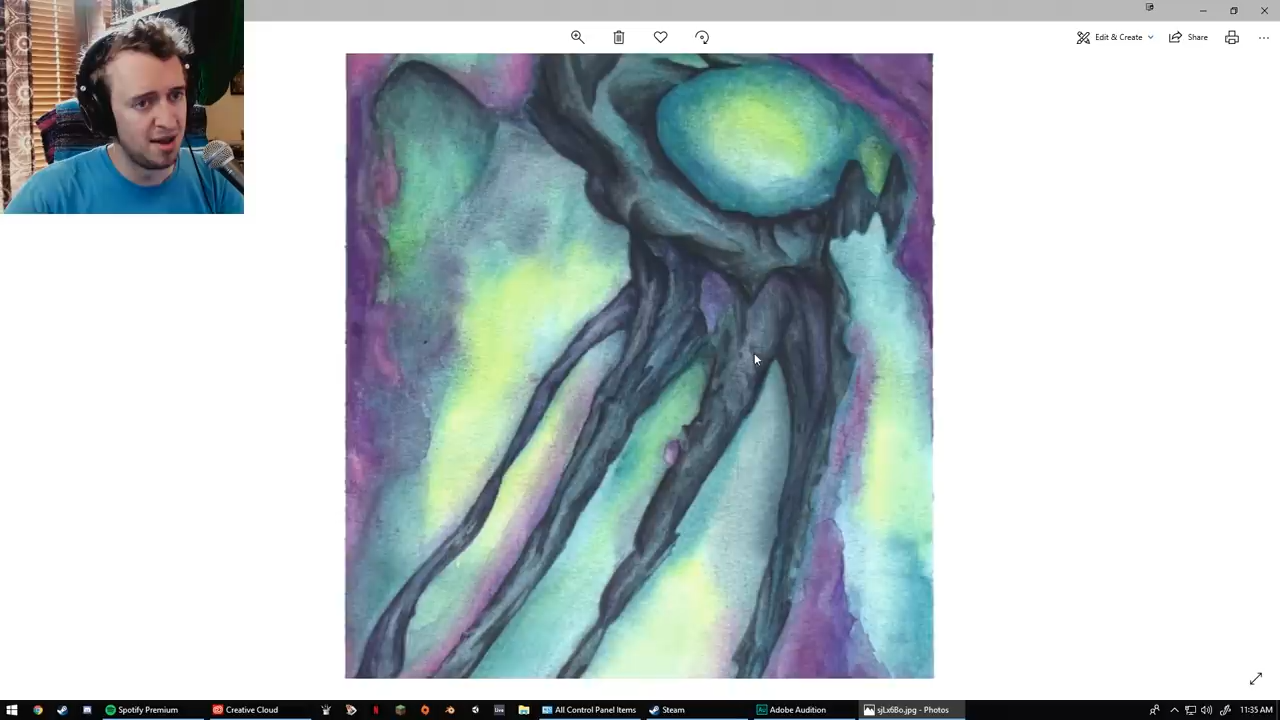 Edit & Create
Share
Spotify Premium
Creative Cloud
All Control Panel Items
Steam
Adobe Audition
sjLx6Bo.jpg - Photos
11:35 AM